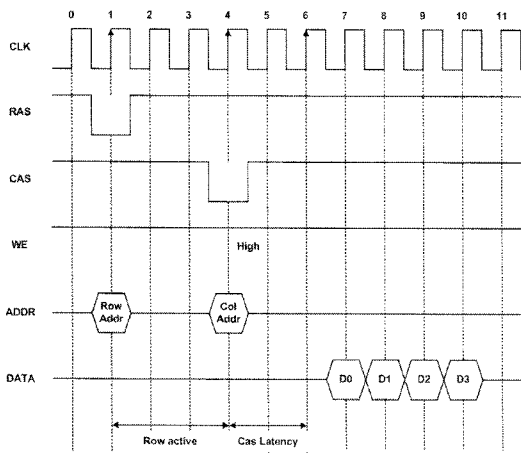 0 1 2 3 4 5 6 7 8 9 10 11
CLK
RAS
CAS
WE
High
ADDR
Row
Addr
Col
Addr
DATA
D0 D1 D2 D3
Row active
Cas Latency